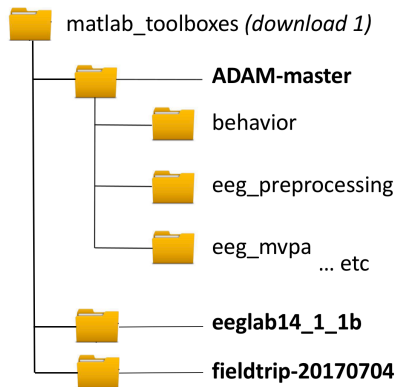 matlab_toolboxes (download 1)
ADAM-master
behavior
eeg_preprocessing
eeg_mvpa
... etc
eeglab14_1_1b
fieldtrip-20170704